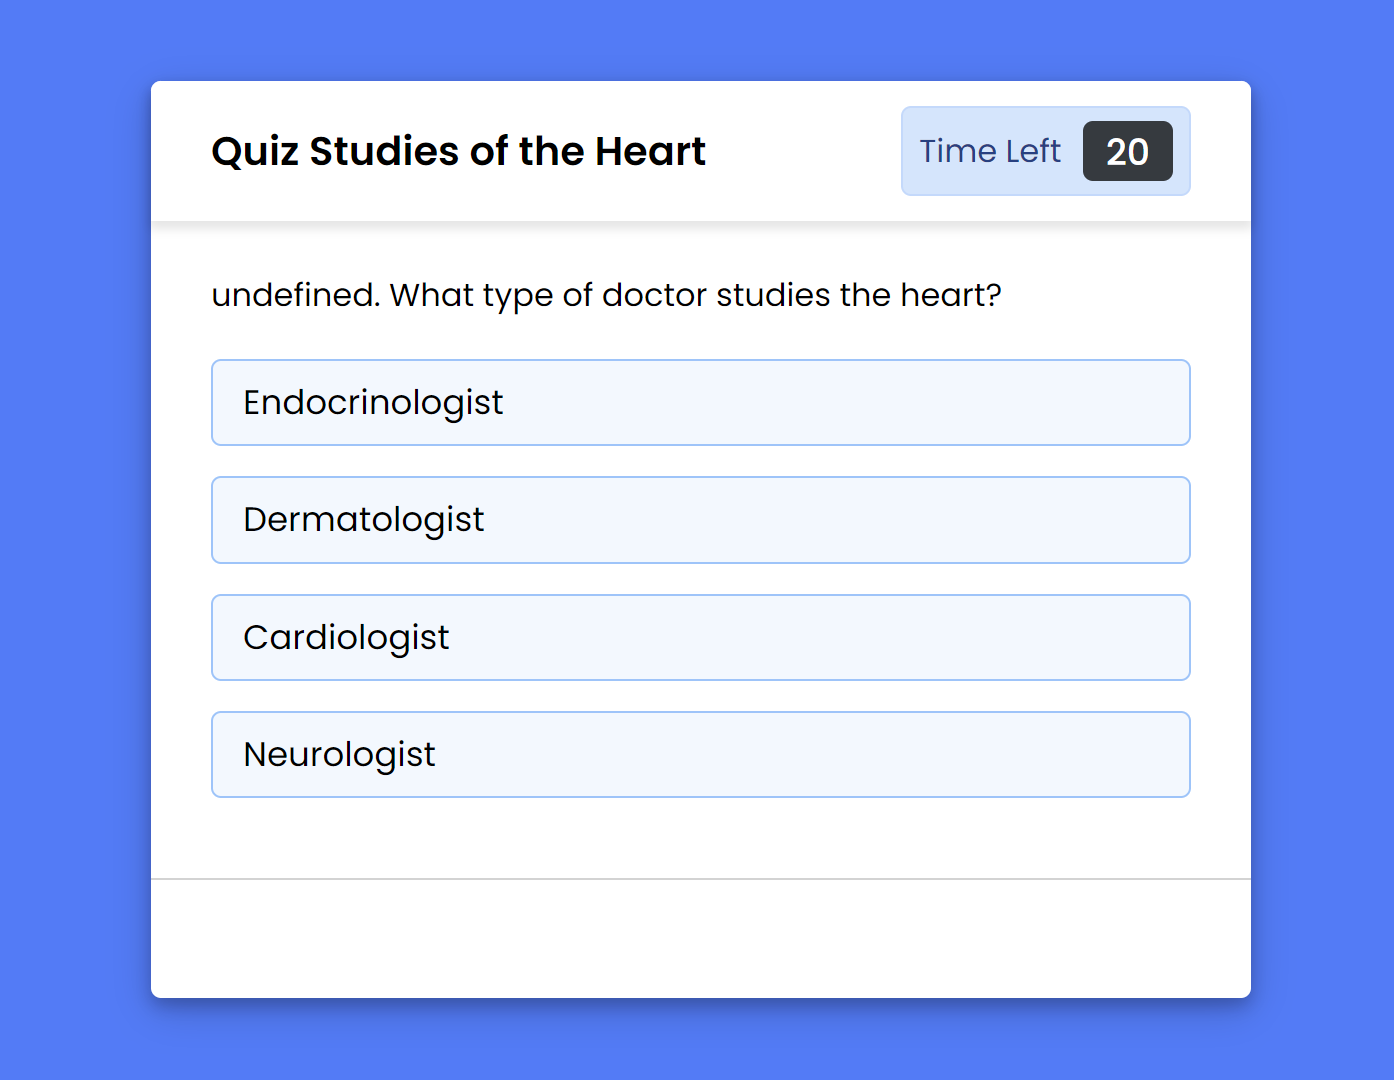 Quiz Studies of the Heart
Time Left 20
undefined. What type of doctor studies the heart?
Endocrinologist
Dermatologist
Cardiologist
Neurologist